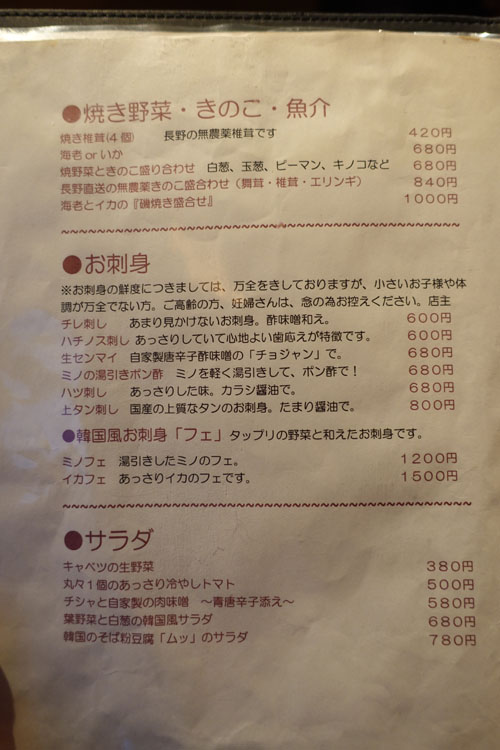 ●焼き野菜・きのこ・魚介
焼き椎茸(4個) 長野の無農薬椎茸です 420円
海老 or いか 680円
焼野菜ときのこ盛り合わせ 白葱、玉葱、ピーマン、キノコなど 680円
長野直送の無農薬きのこ盛合わせ(舞茸・椎茸・エリンギ) 840円
海老とイカの『磯焼き盛合せ』 1000円
~~~~~~~~~~~~~~~~~~~~~~~~~~~~~~~~~~~~~~~~
●お刺身
※お刺身の鮮度につきましては、万全をきしておりますが、小さいお子様や体
調が万全でない方。ご高齢の方、妊婦さんは、念の為お控えください。店主
チレ刺し あまり見かけないお刺身。酢味噌和え。 600円
ハチノス刺し あっさりしていて心地よい歯応えが特徴です。 600円
生センマイ 自家製唐辛子酢味噌の「チョジャン」で。 680円
ミノの湯引きポン酢 ミノを軽く湯引きして、ポン酢で! 680円
ハツ刺し あっさりした味。カラシ醤油で。 680円
上タン刺し 国産の上質なタンのお刺身。たまり醤油で。 800円
●韓国風お刺身「フェ」タップリの野菜と和えたお刺身です。
ミノフェ 湯引きしたミノのフェ。 1200円
イカフェ あっさりイカのフェです。 1500円
~~~~~~~~~~~~~~~~~~~~~~~~~~~~~~~~~~~~~~~~
●サラダ
キャベツの生野菜 380円
丸々1個のあっさり冷やしトマト 500円
チシャと自家製の肉味噌 〜青唐辛子添え〜 580円
葉野菜と白葱の韓国風サラダ 680円
韓国のそば粉豆腐「ムッ」のサラダ 780円